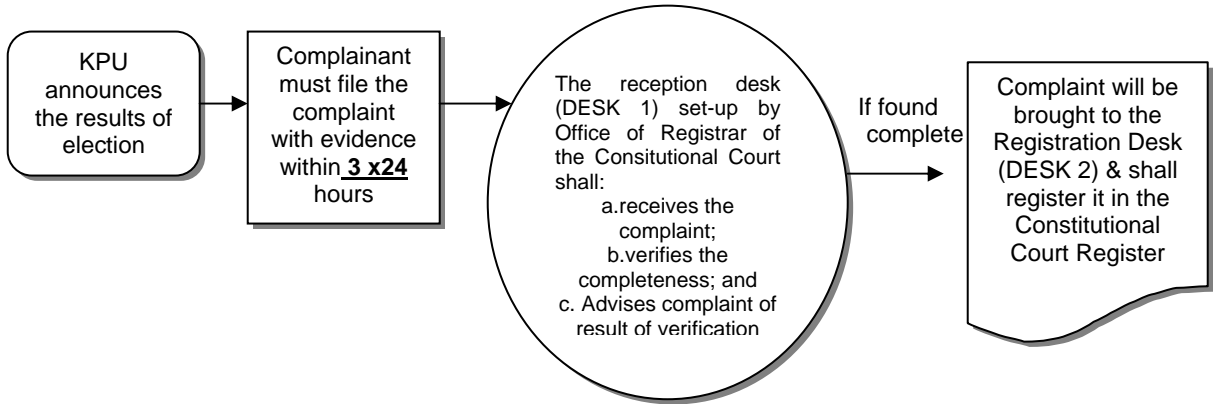 KPU
announces
the results of
election
Complainant
must file the
complaint
with evidence
within 3 x24
hours
The reception desk
(DESK 1) set-up by
Office of Registrar of
the Consitutional Court
shall:
a.receives the
complaint;
b.verifies the
completeness; and
c. Advises complaint of
result of verification
If found
complete
Complaint will be
brought to the
Registration Desk
(DESK 2) & shall
register it in the
Constitutional
Court Register